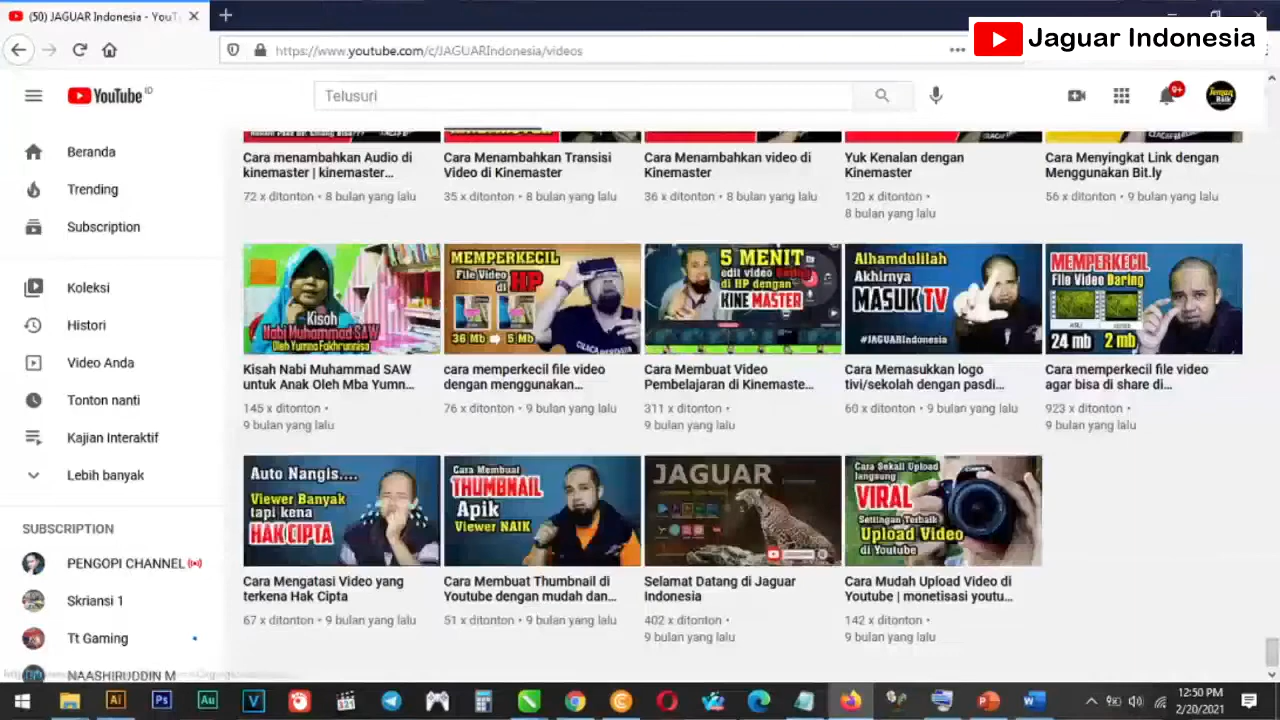 (50) JAGUAR Indonesia - YouT
https://www.youtube.com/c/JAGUARIndonesia/videos
Jaguar Indonesia
YouTube ID
Telusuri
9+
Beranda
Trending
Subscription
Koleksi
Histori
Video Anda
Tonton nanti
Kajian Interaktif
Lebih banyak
SUBSCRIPTION
PENGOPI CHANNEL
Skriansi 1
Tt Gaming
NAASHIRUDDIN M
Cara menambahkan Audio di
kinemaster | kinemaster...
72 x ditonton • 8 bulan yang lalu
Cara Menambahkan Transisi
Video di Kinemaster
35 x ditonton • 8 bulan yang lalu
Cara Menambahkan video di
Kinemaster
36 x ditonton • 8 bulan yang lalu
Yuk Kenalan dengan
Kinemaster
120 x ditonton •
8 bulan yang lalu
Cara Menyingkat Link dengan
Menggunakan Bit.ly
56 x ditonton • 9 bulan yang lalu
Kisah
Nabi Muhammad SAW
Oleh Yumna Fakhrunnisa
Kisah Nabi Muhammad SAW
untuk Anak Oleh Mba Yumn...
145 x ditonton •
9 bulan yang lalu
MEMPERKECIL
File Video
di HP
36 Mb 5 Mb
cara memperkecil file video
dengan menggunakan...
76 x ditonton • 9 bulan yang lalu
5 MENIT
edit video Daring
di HP dengan
KINE MASTER
Cara Membuat Video
Pembelajaran di Kinemaste...
311 x ditonton •
9 bulan yang lalu
Alhamdulilah
Akhirnya
MASUK TV
#JAGUARIndonesia
Cara Memasukkan logo
tivi/sekolah dengan pasdi...
60 x ditonton • 9 bulan yang lalu
MEMPERKECIL
File Video Daring
24 mb 2 mb
Cara memperkecil file video
agar bisa di share di...
923 x ditonton •
9 bulan yang lalu
Auto Nangis....
Viewer Banyak
tapi kena
HAK CIPTA
Cara Mengatasi Video yang
terkena Hak Cipta
67 x ditonton • 9 bulan yang lalu
Cara Membuat
THUMBNAIL
Apik
Viewer NAIK
Cara Membuat Thumbnail di
Youtube dengan mudah dan...
51 x ditonton • 9 bulan yang lalu
JAGUAR
Selamat Datang di Jaguar
Indonesia
402 x ditonton •
9 bulan yang lalu
Cara Sekali Upload
langsung
VIRAL
Settingan Terbaik
Upload Video
di Youtube
Cara Mudah Upload Video di
Youtube | monetisasi youtu...
142 x ditonton •
9 bulan yang lalu
12:50 PM
2/20/2021